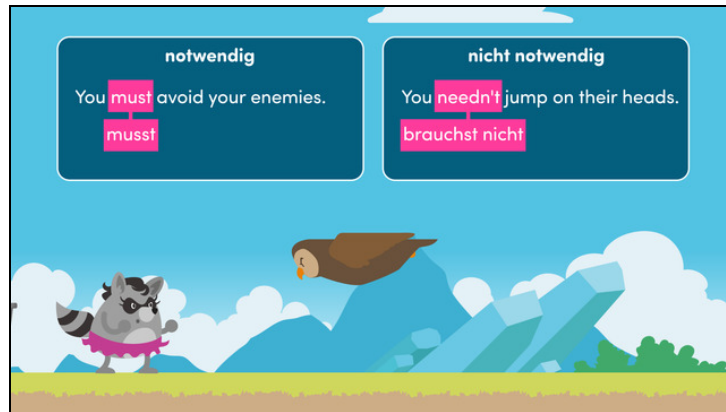 notwendig
You must avoid your enemies.
musst
nicht notwendig
You needn't jump on their heads.
brauchst nicht